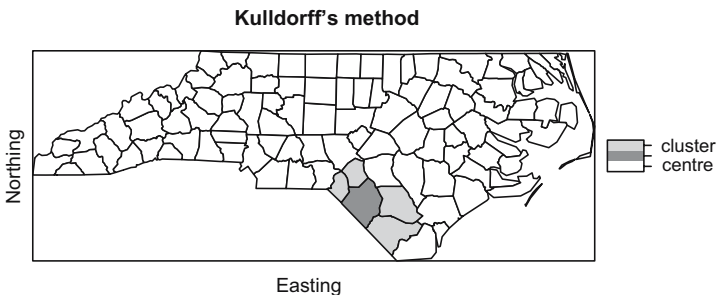 Kulldorff's method
Northing
cluster
centre
Easting